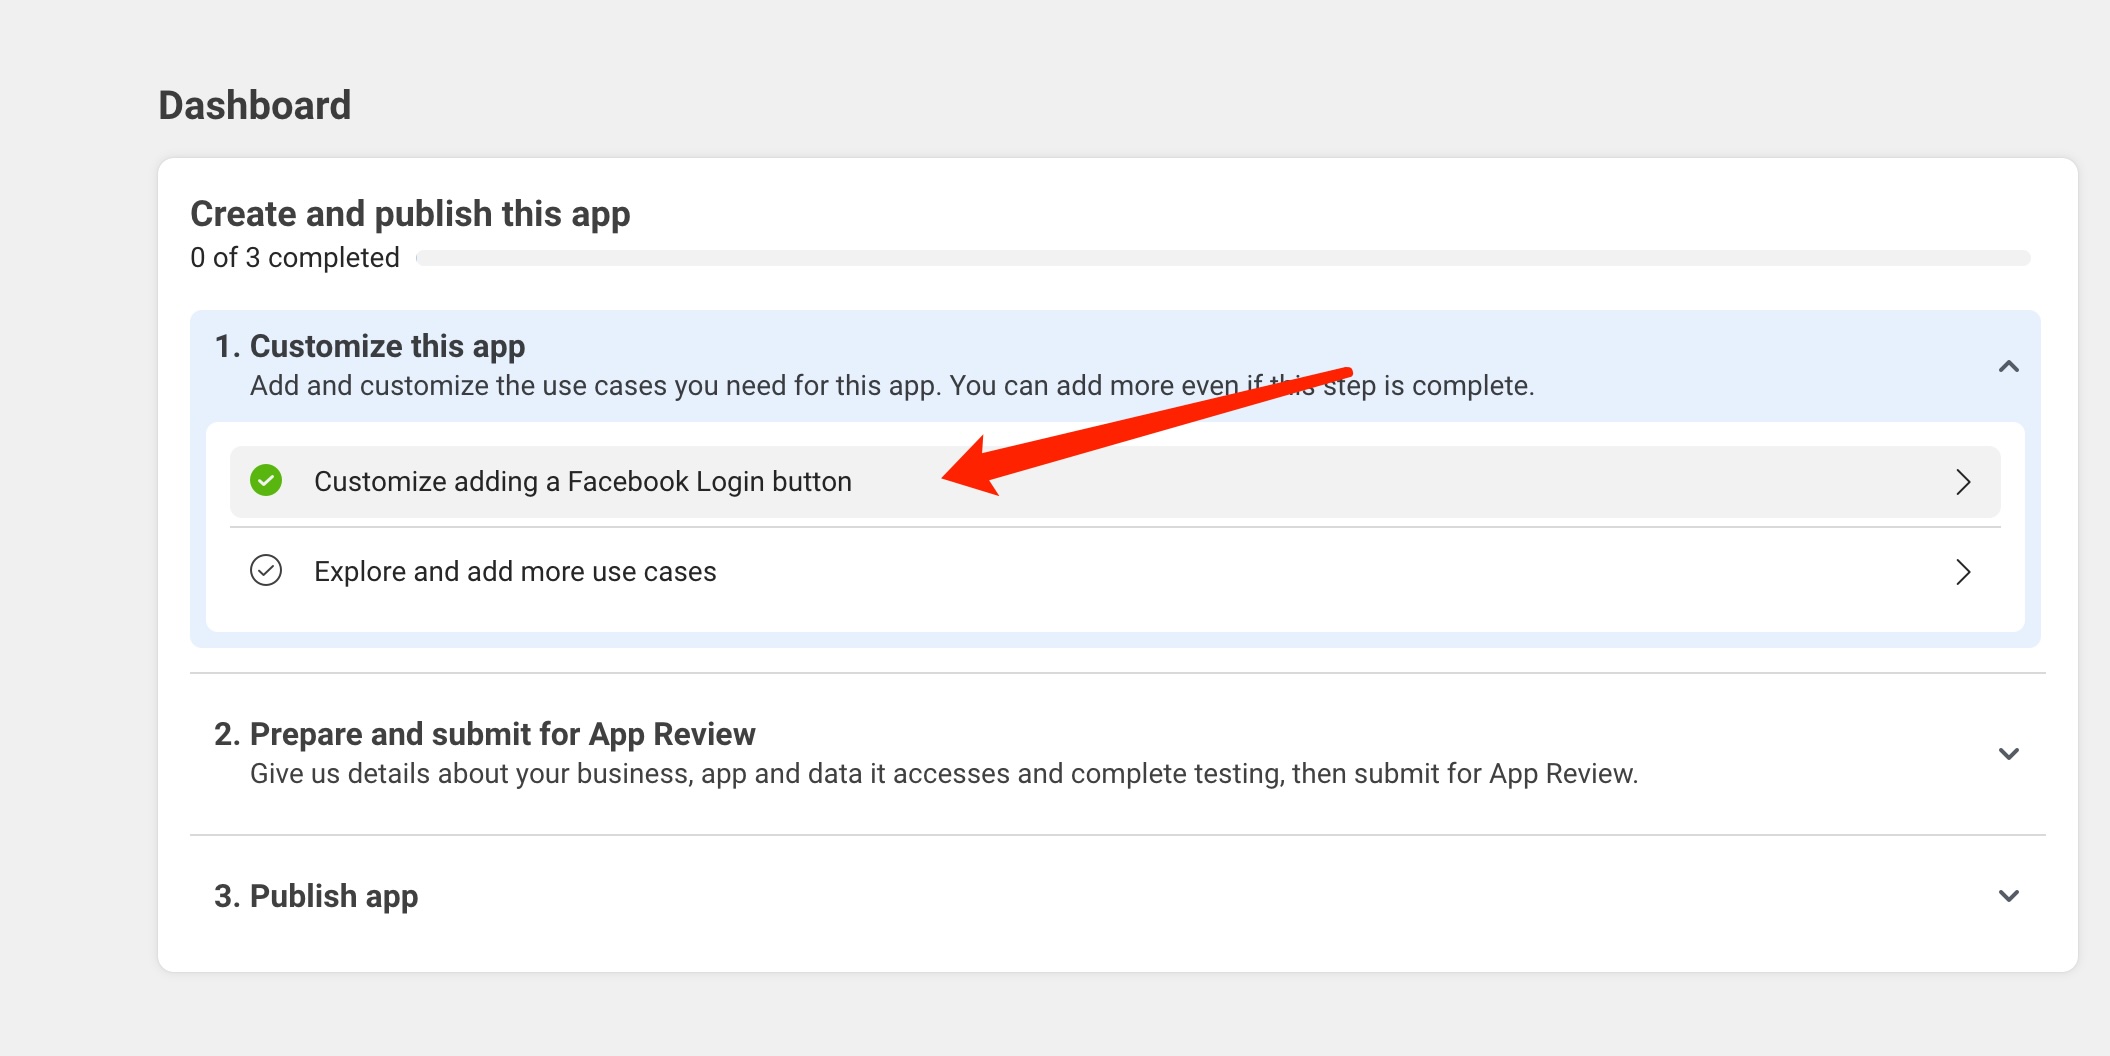 Dashboard
Create and publish this app
0 of 3 completed
1. Customize this app
Add and customize the use cases you need for this app. You can add more even if this step is complete.
Customize adding a Facebook Login button
Explore and add more use cases
2. Prepare and submit for App Review
Give us details about your business, app and data it accesses and complete testing, then submit for App Review.
3. Publish app